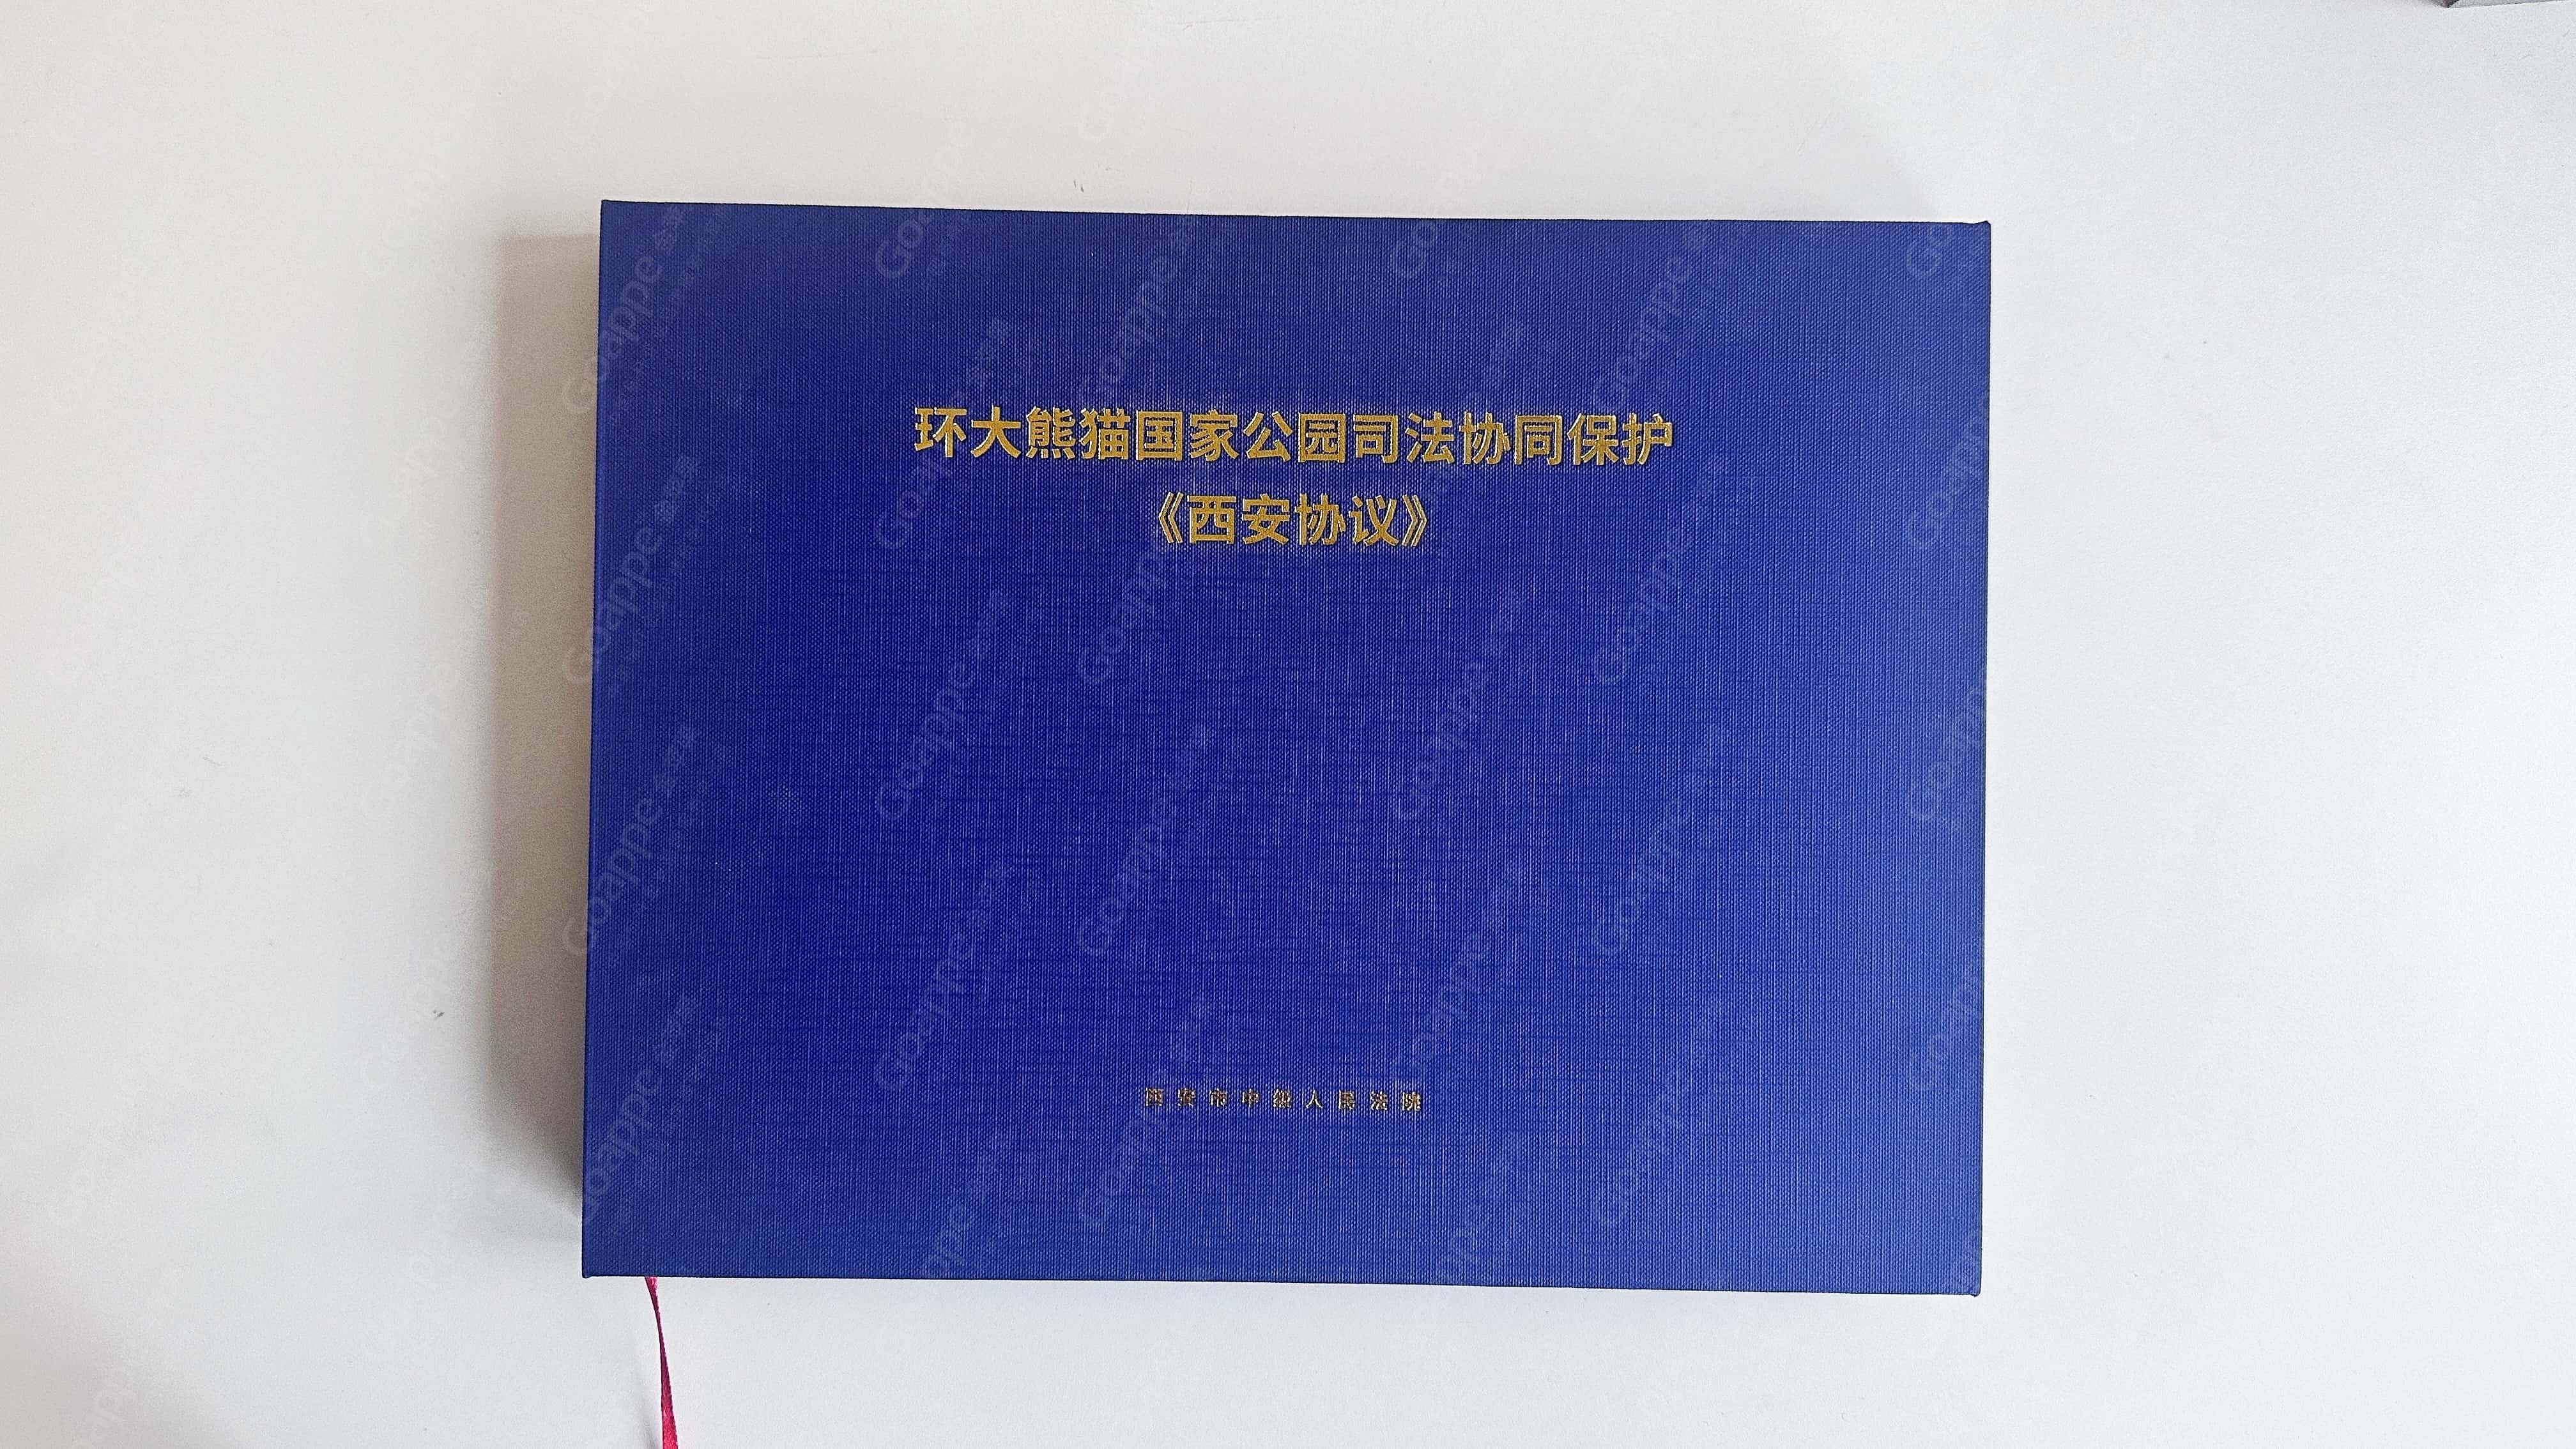 环大熊猫国家公园司法协同保护
《西安协议》
西安市中级人民法院
Goappe